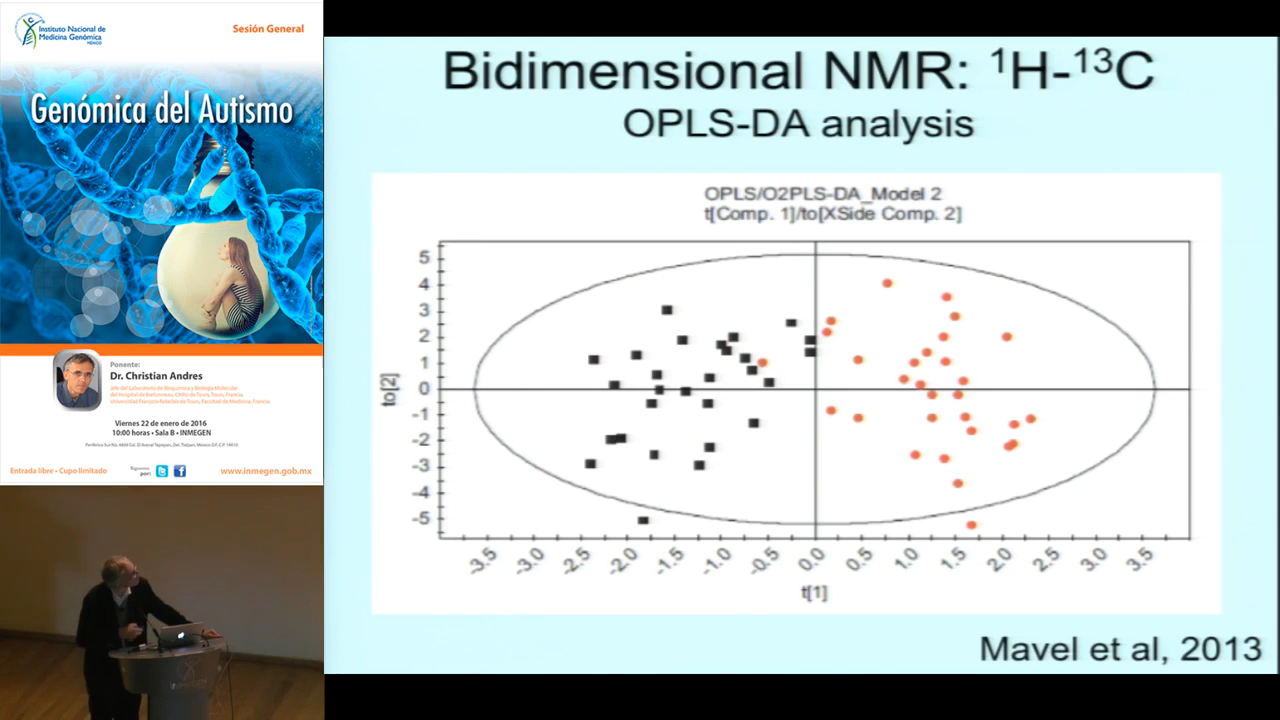 Instituto Nacional de
Medicina Genómica
MÉXICO
Sesión General
Genómica del Autismo
Ponente:
Dr. Christian Andres
Viernes 22 de enero de 2016
10:00 horas • Sala B • INMEGEN
Entrada libre • Cupo limitado
Síguenos
por:
www.inmegen.gob.mx
Bidimensional NMR: ¹H-¹³C
OPLS-DA analysis
OPLS/O2PLS-DA_Model 2
t[Comp. 1]/to[XSide Comp. 2]
to[2]
5
4
3
2
1
0
-1
-2
-3
-4
-5
-3.5 -3.0 -2.5 -2.0 -1.5 -1.0 -0.5 0.0 0.5 1.0 1.5 2.0 2.5 3.0 3.5
t[1]
Mavel et al, 2013